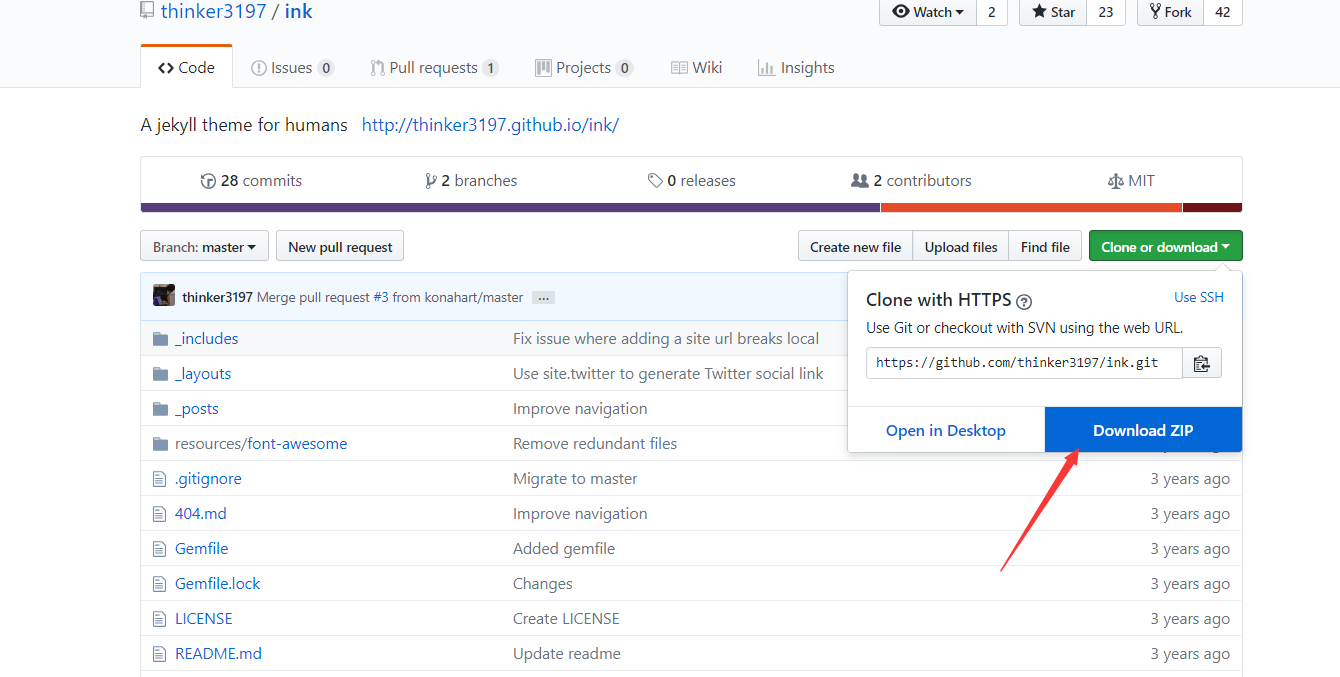 thinker3197 / ink
Watch 2 Star 23 Fork 42
Code Issues 0 Pull requests 1 Projects 0 Wiki Insights
A jekyll theme for humans http://thinker3197.github.io/ink/
28 commits 2 branches 0 releases 2 contributors MIT
Branch: master New pull request Create new file Upload files Find file Clone or download
thinker3197 Merge pull request #3 from konahart/master ...
Clone with HTTPS ? Use SSH
Use Git or checkout with SVN using the web URL.
https://github.com/thinker3197/ink.git
Open in Desktop Download ZIP
_includes Fix issue where adding a site url breaks local
_layouts Use site.twitter to generate Twitter social link
_posts Improve navigation
resources/font-awesome Remove redundant files
.gitignore Migrate to master 3 years ago
404.md Improve navigation 3 years ago
Gemfile Added gemfile 3 years ago
Gemfile.lock Changes 3 years ago
LICENSE Create LICENSE 3 years ago
README.md Update readme 3 years ago